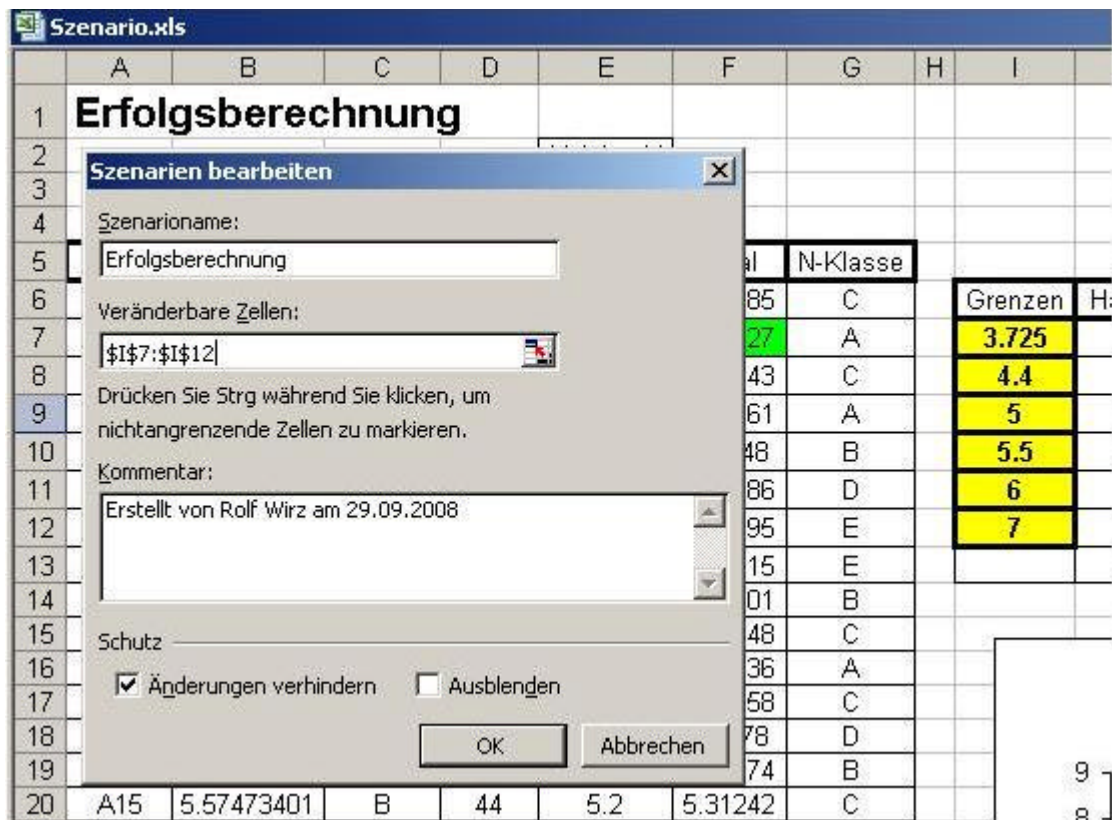 Szenario.xls
A B C D E F G H I
1 Erfolgsberechnung
2
Szenarien bearbeiten
3
4 Szenarioname:
5 Erfolgsberechnung N-Klasse
6 Veränderbare Zellen: 85 C Grenzen
7 $I$7:$I$12 27 A 3.725
8 Drücken Sie Strg während Sie klicken, um 43 C 4.4
9 nichtangrenzende Zellen zu markieren. 61 A 5
10 Kommentar: 48 B 5.5
11 Erstellt von Rolf Wirz am 29.09.2008 86 D 6
12 95 E 7
13 15 E
14 01 B
15 Schutz 48 C
16 Änderungen verhindern Ausblenden 36 A
17 58 C
18 OK Abbrechen 78 D
19 74 B 9
20 A15 5.57473401 B 44 5.2 5.31242 C 8